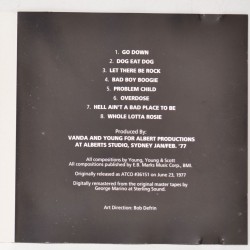 1. GO DOWN
2. DOG EAT DOG
3. LET THERE BE ROCK
4. BAD BOY BOOGIE
5. PROBLEM CHILD
6. OVERDOSE
7. HELL AIN'T A BAD PLACE TO BE
8. WHOLE LOTTA ROSIE
Produced By:
VANDA AND YOUNG FOR ALBERT PRODUCTIONS
AT ALBERTS STUDIO, SYDNEY JAN/FEB. '77
All compositions by Young, Young & Scott
All compositions published by E.B. Marks Music Corp., BMI.
Originally released as ATCO #36151 on June 23, 1977
Digitally remastered from the original master tapes by
George Marino at Sterling Sound.
Art Direction: Bob Defrin